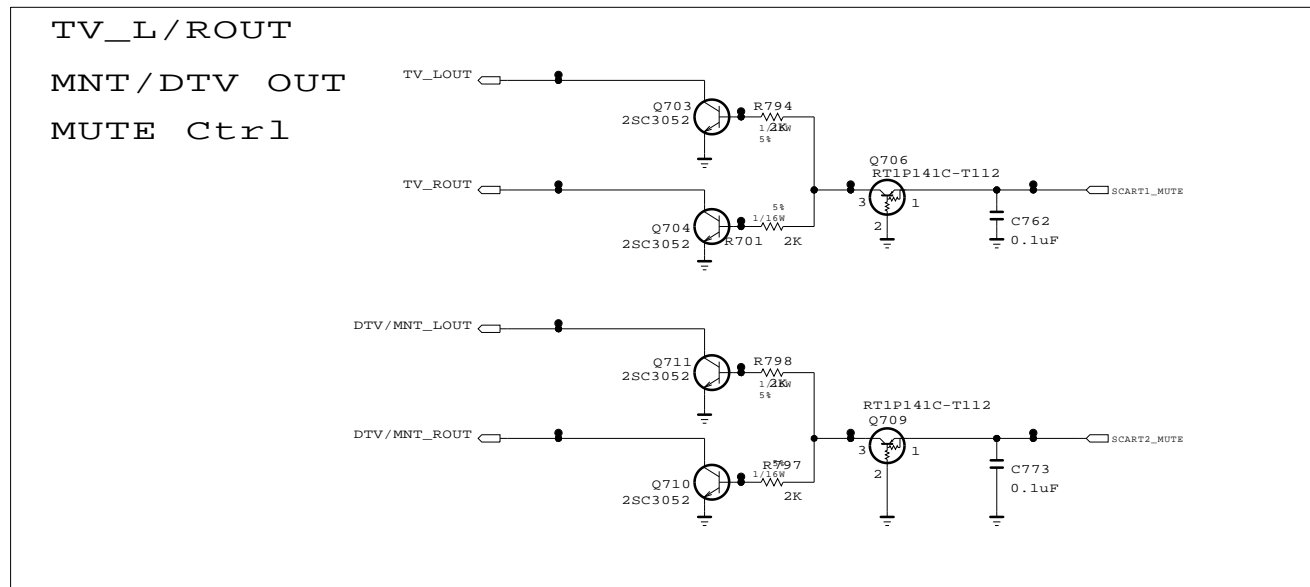 TV_L/ROUT
MNT/DTV OUT
MUTE Ctrl
TV_LOUT
Q703
2SC3052
R794
2K
1/16W
5%
Q706
RT1P141C-T112
3
1
2
TV_ROUT
SCART1_MUTE
5%
1/16W
Q704
2SC3052
R701
2K
C762
0.1uF
DTV/MNT_LOUT
Q711
2SC3052
R798
2K
1/16W
5%
RT1P141C-T112
Q709
3
1
2
DTV/MNT_ROUT
SCART2_MUTE
R797
5%
1/16W
Q710
2SC3052
2K
C773
0.1uF